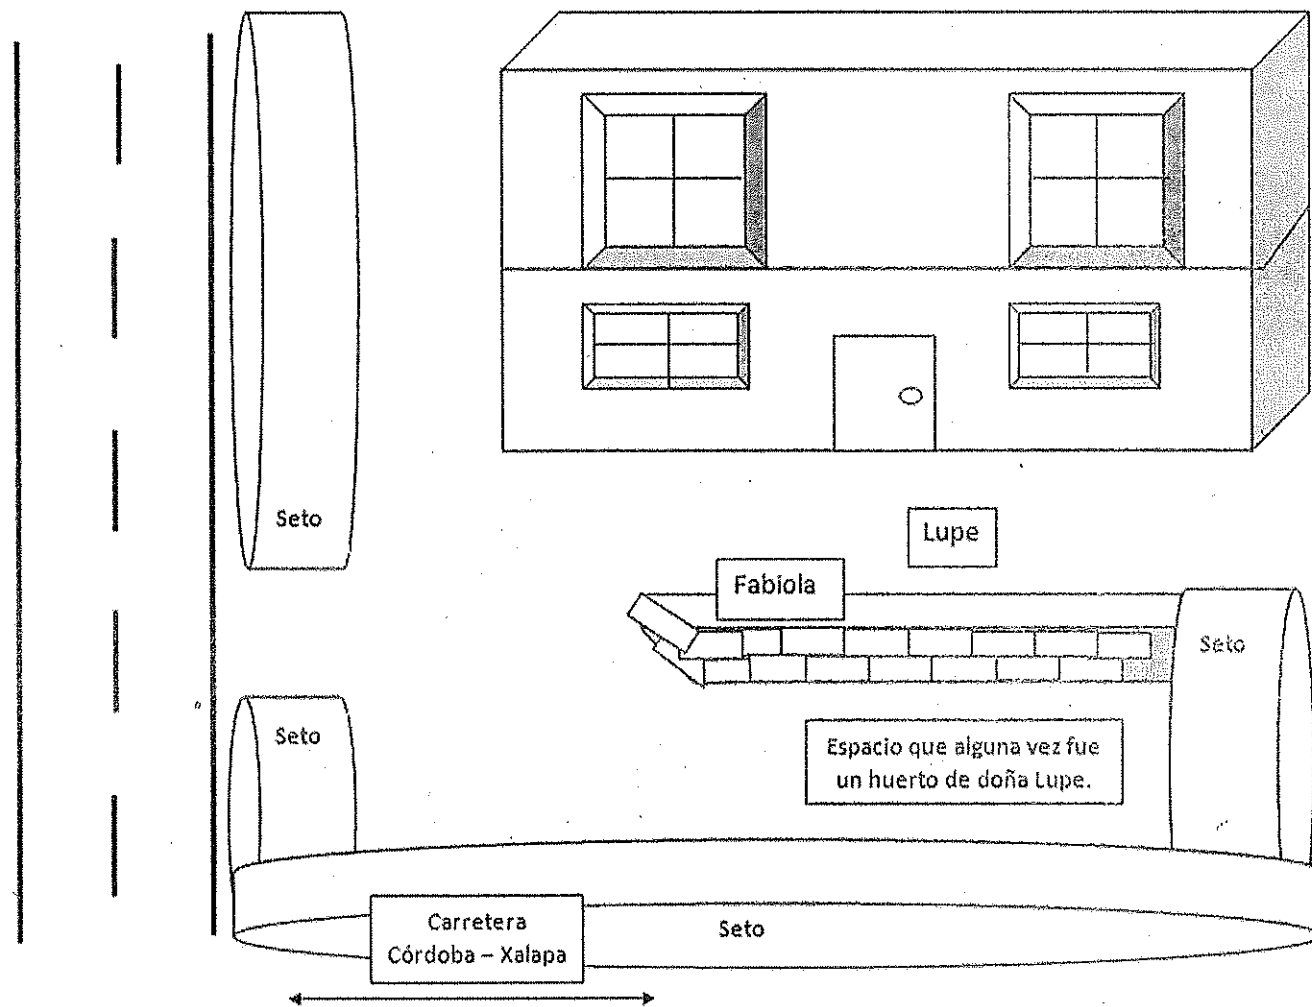 Seto
Lupe
Fabiola
Seto
Seto
Espacio que alguna vez fue
un huerto de doña Lupe.
Carretera
Córdoba – Xalapa
Seto